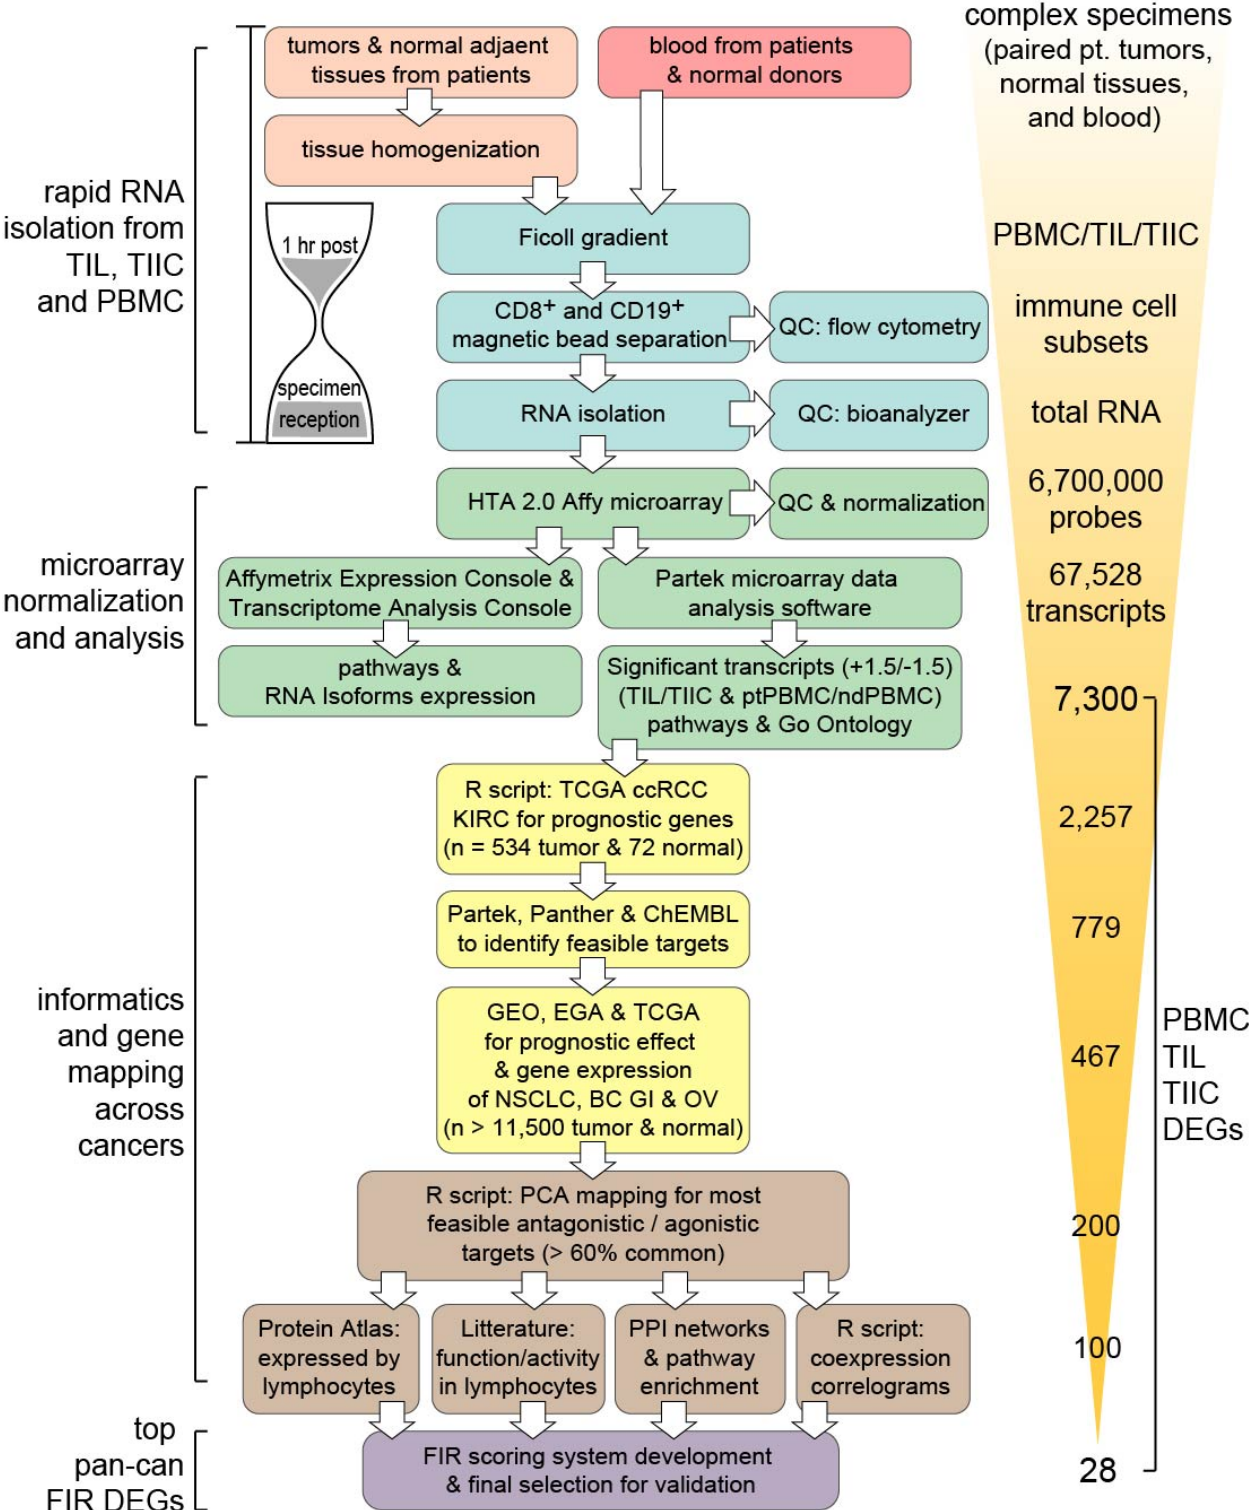 complex specimens
(paired pt. tumors,
normal tissues,
and blood)
tumors & normal adjaent
tissues from patients
blood from patients
& normal donors
tissue homogenization
rapid RNA
isolation from
TIL, TIIC
and PBMC
1 hr post
specimen
reception
Ficoll gradient
PBMC/TIL/TIIC
CD8+ and CD19+
magnetic bead separation
QC: flow cytometry
immune cell
subsets
RNA isolation
QC: bioanalyzer
total RNA
HTA 2.0 Affy microarray
QC & normalization
6,700,000
probes
microarray
normalization
and analysis
Affymetrix Expression Console &
Transcriptome Analysis Console
Partek microarray data
analysis software
67,528
transcripts
pathways &
RNA Isoforms expression
Significant transcripts (+1.5/-1.5)
(TIL/TIIC & ptPBMC/ndPBMC)
pathways & Go Ontology
7,300
R script: TCGA ccRCC
KIRC for prognostic genes
(n = 534 tumor & 72 normal)
2,257
Partek, Panther & ChEMBL
to identify feasible targets
779
informatics
and gene
mapping
across
cancers
GEO, EGA & TCGA
for prognostic effect
& gene expression
of NSCLC, BC GI & OV
(n > 11,500 tumor & normal)
467
PBMC
TIL
TIIC
DEGs
R script: PCA mapping for most
feasible antagonistic / agonistic
targets (> 60% common)
200
Protein Atlas:
expressed by
lymphocytes
Litterature:
function/activity
in lymphocytes
PPI networks
& pathway
enrichment
R script:
coexpression
correlograms
100
top
pan-can
FIR DEGs
FIR scoring system development
& final selection for validation
28